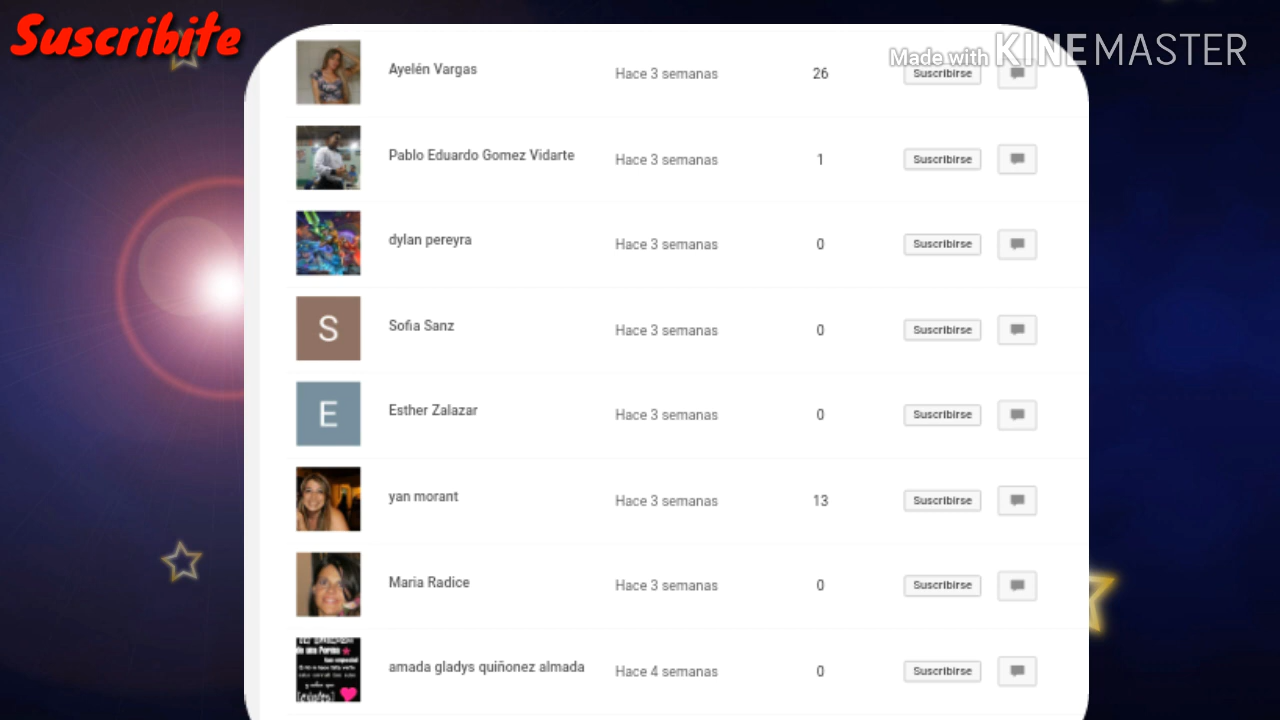 Suscribite
Made with KINEMASTER
Ayelén Vargas Hace 3 semanas 26 Suscribirse
Pablo Eduardo Gomez Vidarte Hace 3 semanas 1 Suscribirse
dylan pereyra Hace 3 semanas 0 Suscribirse
S Sofia Sanz Hace 3 semanas 0 Suscribirse
E Esther Zalazar Hace 3 semanas 0 Suscribirse
yan morant Hace 3 semanas 13 Suscribirse
Maria Radice Hace 3 semanas 0 Suscribirse
amada gladys quiñonez almada Hace 4 semanas 0 Suscribirse